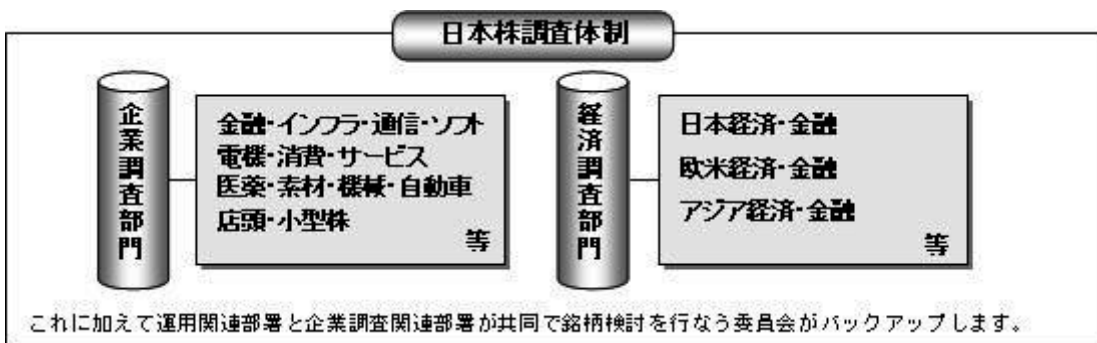 日本株調査体制
企業調査部門
金融・インフラ・通信・ソフト
電機・消費・サービス
医薬・素材・機械・自動車
店頭・小型株
等
経済調査部門
日本経済・金融
欧米経済・金融
アジア経済・金融
等
これに加えて運用関連部署と企業調査関連部署が共同で銘柄検討を行なう委員会がバックアップします。